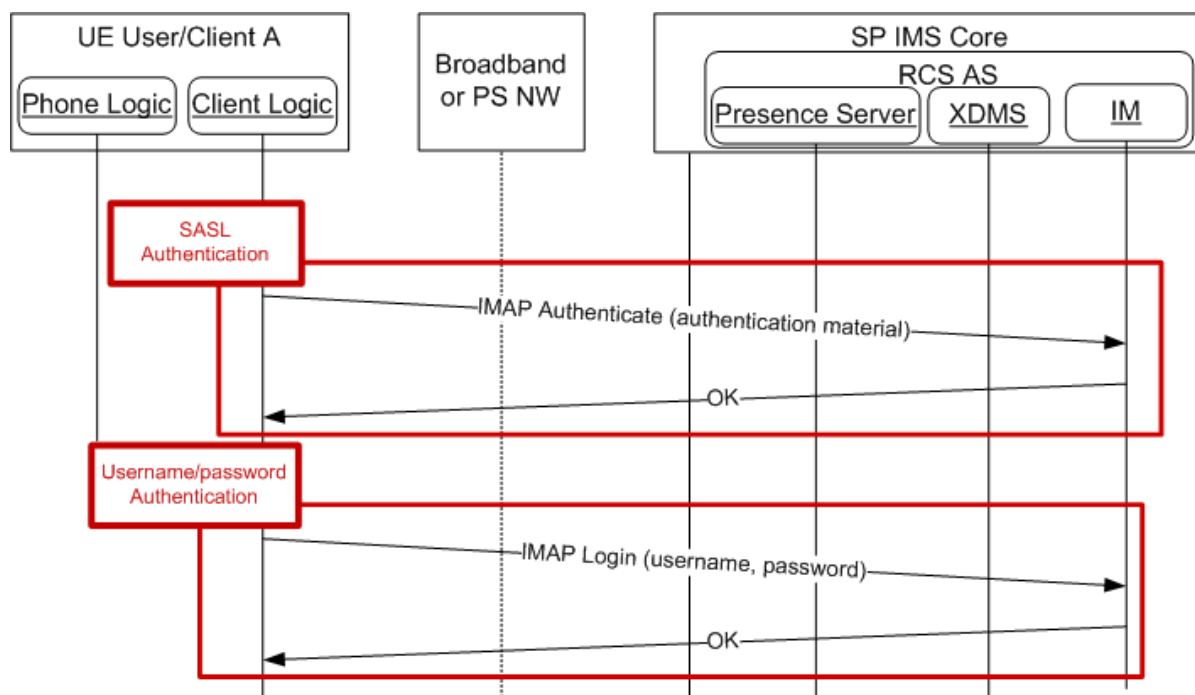 UE User/Client A
Phone Logic
Client Logic
Broadband
or PS NW
SP IMS Core
RCS AS
Presence Server
XDMS
IM
SASL
Authentication
IMAP Authenticate (authentication material)
OK
Username/password
Authentication
IMAP Login (username, password)
OK